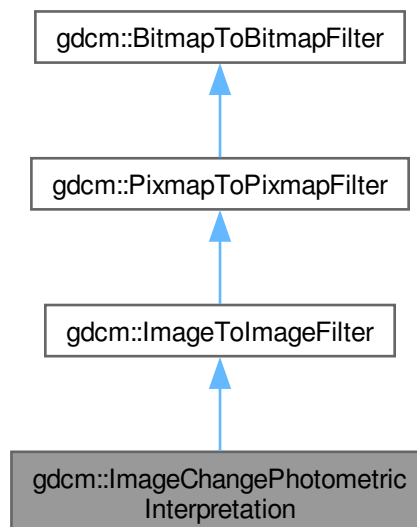 gdcm::BitmapToBitmapFilter
gdcm::PixmapToPixmapFilter
gdcm::ImageToImageFilter
gdcm::ImageChangePhotometric
Interpretation